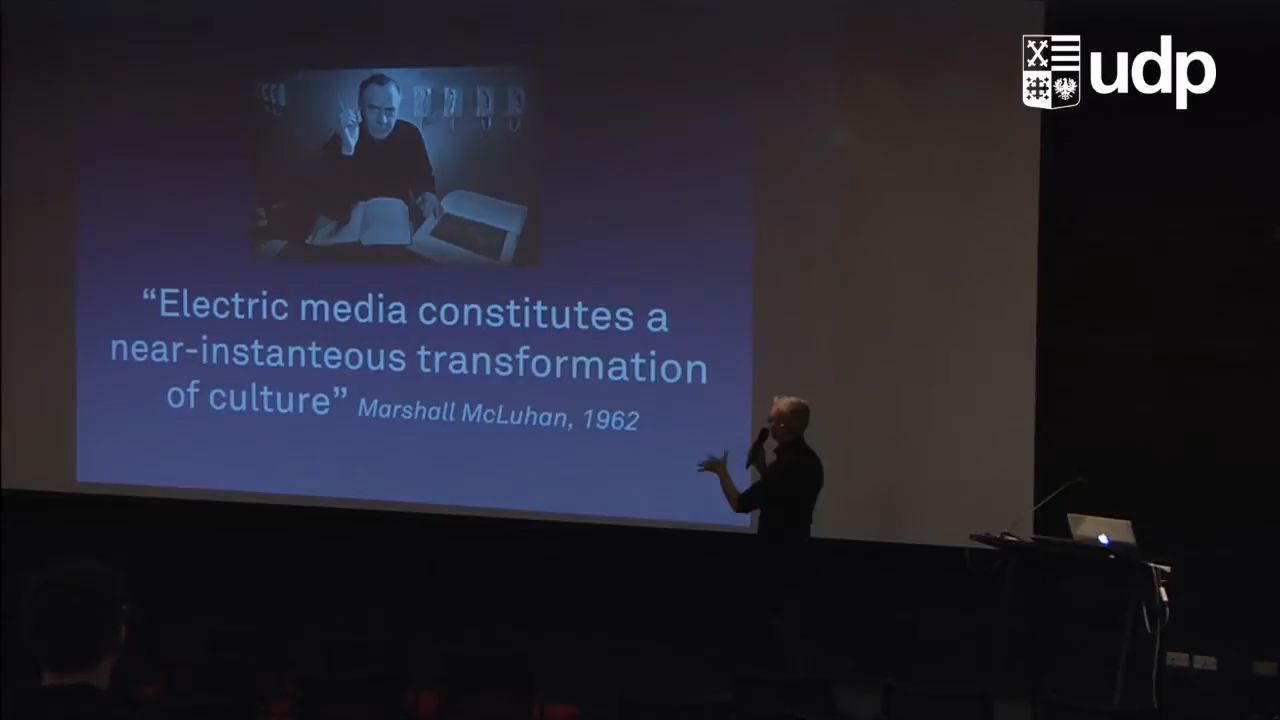 udp
“Electric media constitutes a
near-instanteous transformation
of culture” Marshall McLuhan, 1962